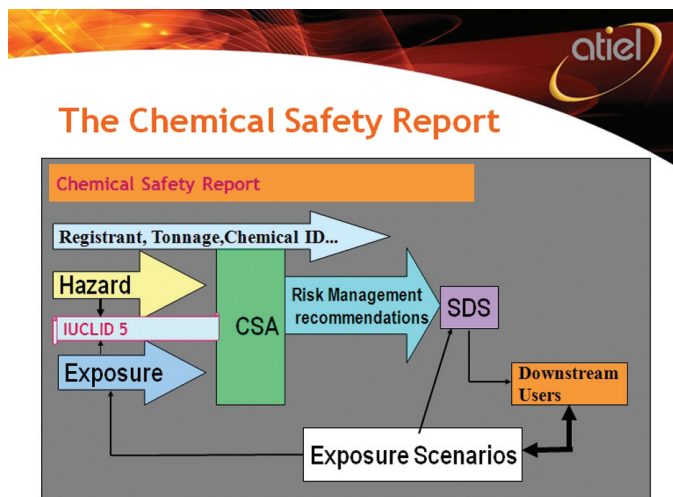 atiel
The Chemical Safety Report
Chemical Safety Report
Registrant, Tonnage,Chemical ID...
Hazard
IUCLID 5
Exposure
CSA
Risk Management
recommendations
SDS
Downstream
Users
Exposure Scenarios